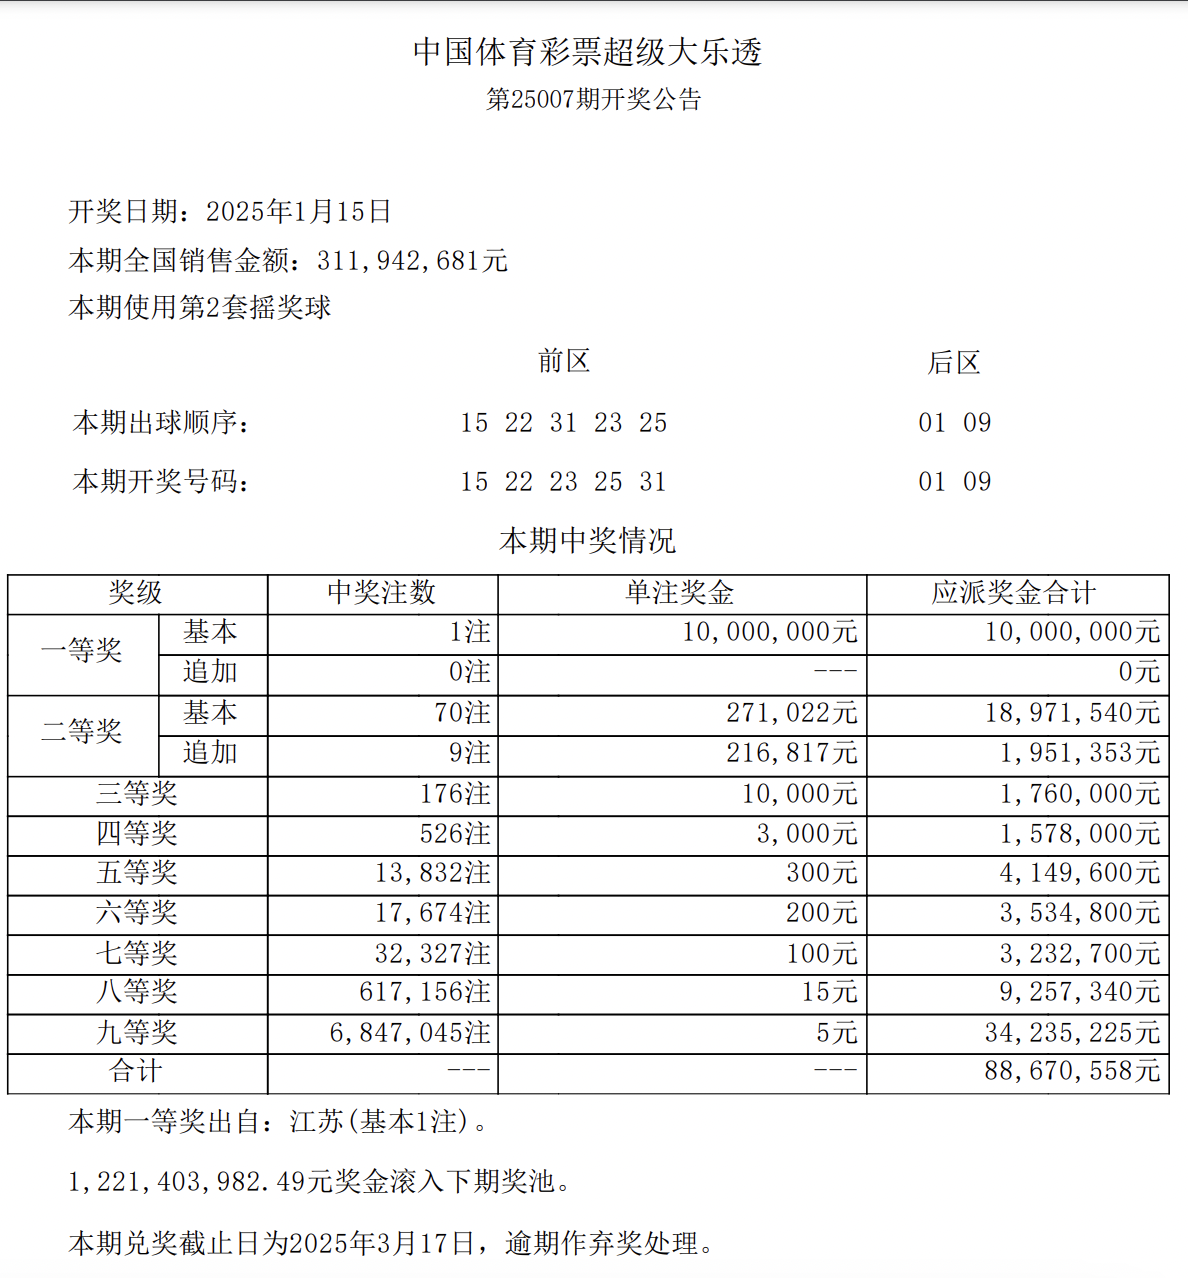 中国体育彩票超级大乐透
第25007期开奖公告
开奖日期：2025年1月15日
本期全国销售金额：311,942,681元
本期使用第2套摇奖球
前区 后区
本期出球顺序： 15 22 31 23 25 01 09
本期开奖号码： 15 22 23 25 31 01 09
本期中奖情况
奖级 中奖注数 单注奖金 应派奖金合计
一等奖 基本 1注 10,000,000元 10,000,000元
追加 0注 --- 0元
二等奖 基本 70注 271,022元 18,971,540元
追加 9注 216,817元 1,951,353元
三等奖 176注 10,000元 1,760,000元
四等奖 526注 3,000元 1,578,000元
五等奖 13,832注 300元 4,149,600元
六等奖 17,674注 200元 3,534,800元
七等奖 32,327注 100元 3,232,700元
八等奖 617,156注 15元 9,257,340元
九等奖 6,847,045注 5元 34,235,225元
合计 --- --- 88,670,558元
本期一等奖出自：江苏(基本1注)。
1,221,403,982.49元奖金滚入下期奖池。
本期兑奖截止日为2025年3月17日，逾期作弃奖处理。